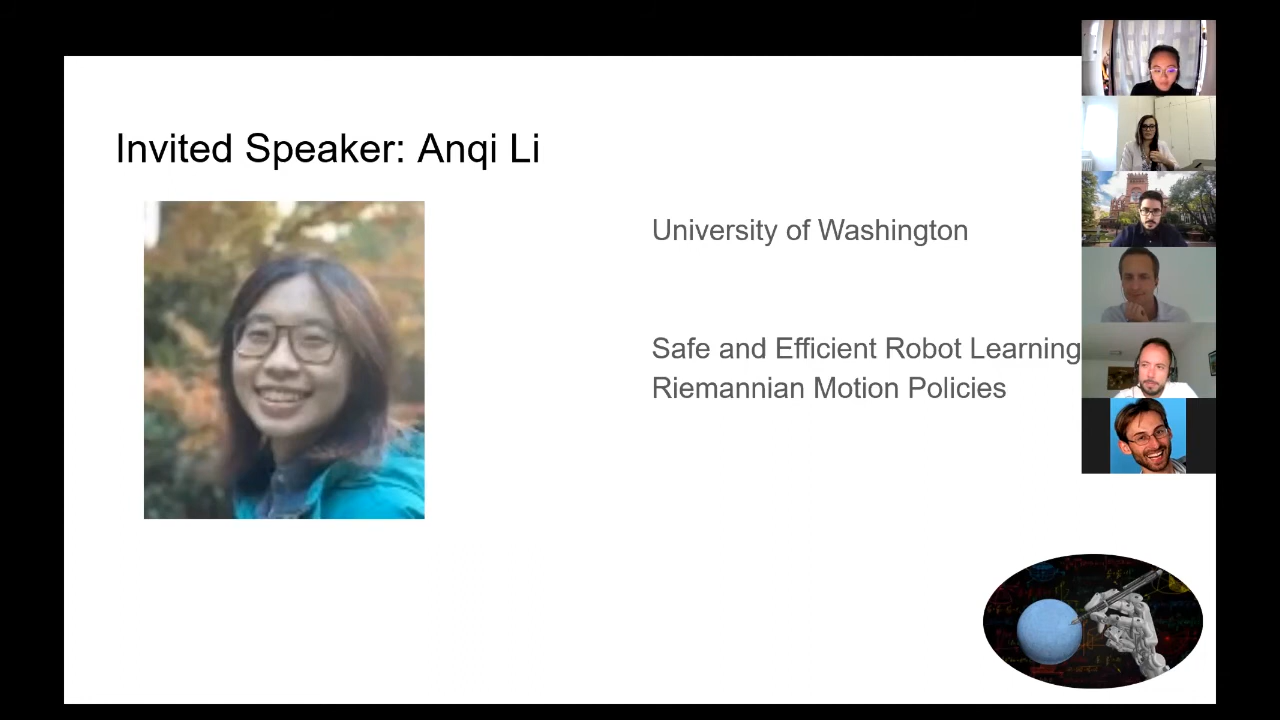 Invited Speaker: Anqi Li
University of Washington
Safe and Efficient Robot Learning
Riemannian Motion Policies